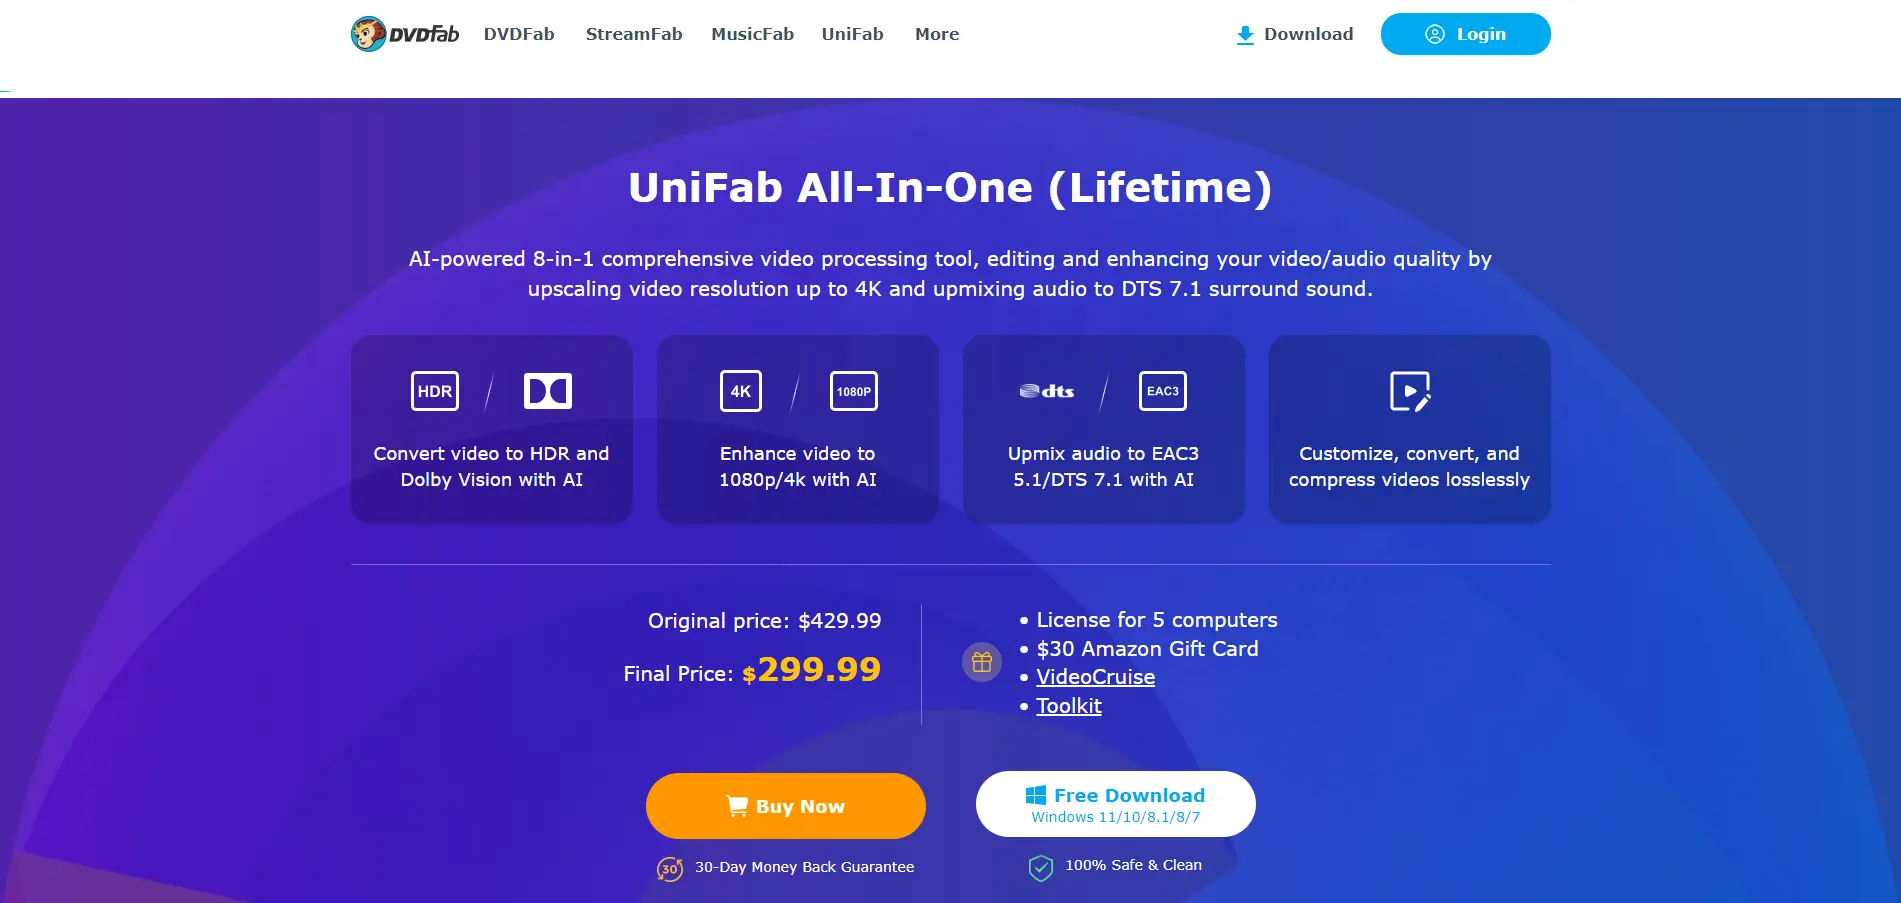 DVDFab DVDFab StreamFab MusicFab UniFab More Download Login
UniFab All-In-One (Lifetime)
AI-powered 8-in-1 comprehensive video processing tool, editing and enhancing your video/audio quality by
upscaling video resolution up to 4K and upmixing audio to DTS 7.1 surround sound.
HDR
Convert video to HDR and
Dolby Vision with AI
4K 1080P
Enhance video to
1080p/4k with AI
dts EAC3
Upmix audio to EAC3
5.1/DTS 7.1 with AI
Customize, convert, and
compress videos losslessly
Original price: $429.99
Final Price: $299.99
• License for 5 computers
• $30 Amazon Gift Card
• VideoCruise
• Toolkit
Buy Now
30 30-Day Money Back Guarantee
Free Download
Windows 11/10/8.1/8/7
100% Safe & Clean